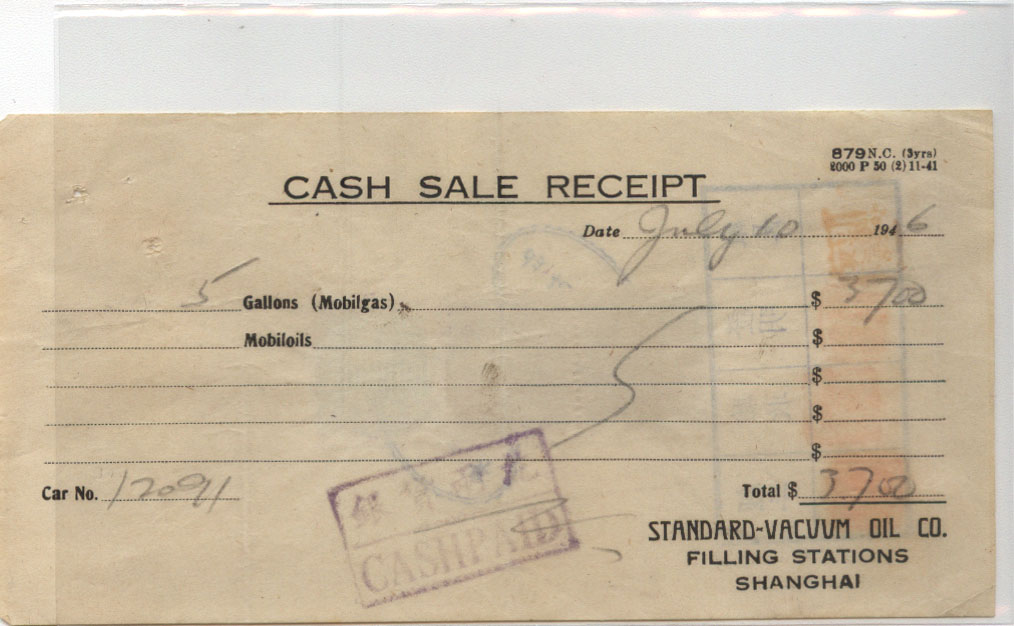 879 N.C. (3yrs)
2000 P 50 (2) 11-41
CASH SALE RECEIPT
Date July 10 1946
5 Gallons (Mobilgas) $ 3700
Mobiloils $
$
$
$
Car No. 12091 Total $ 3700
CASH PAID
STANDARD-VACUUM OIL CO.
FILLING STATIONS
SHANGHAI